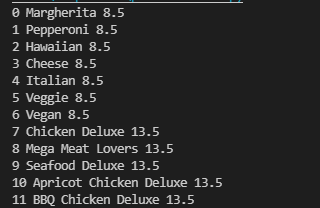 0 Margherita 8.5
1 Pepperoni 8.5
2 Hawaiian 8.5
3 Cheese 8.5
4 Italian 8.5
5 Veggie 8.5
6 Vegan 8.5
7 Chicken Deluxe 13.5
8 Mega Meat Lovers 13.5
9 Seafood Deluxe 13.5
10 Apricot Chicken Deluxe 13.5
11 BBQ Chicken Deluxe 13.5